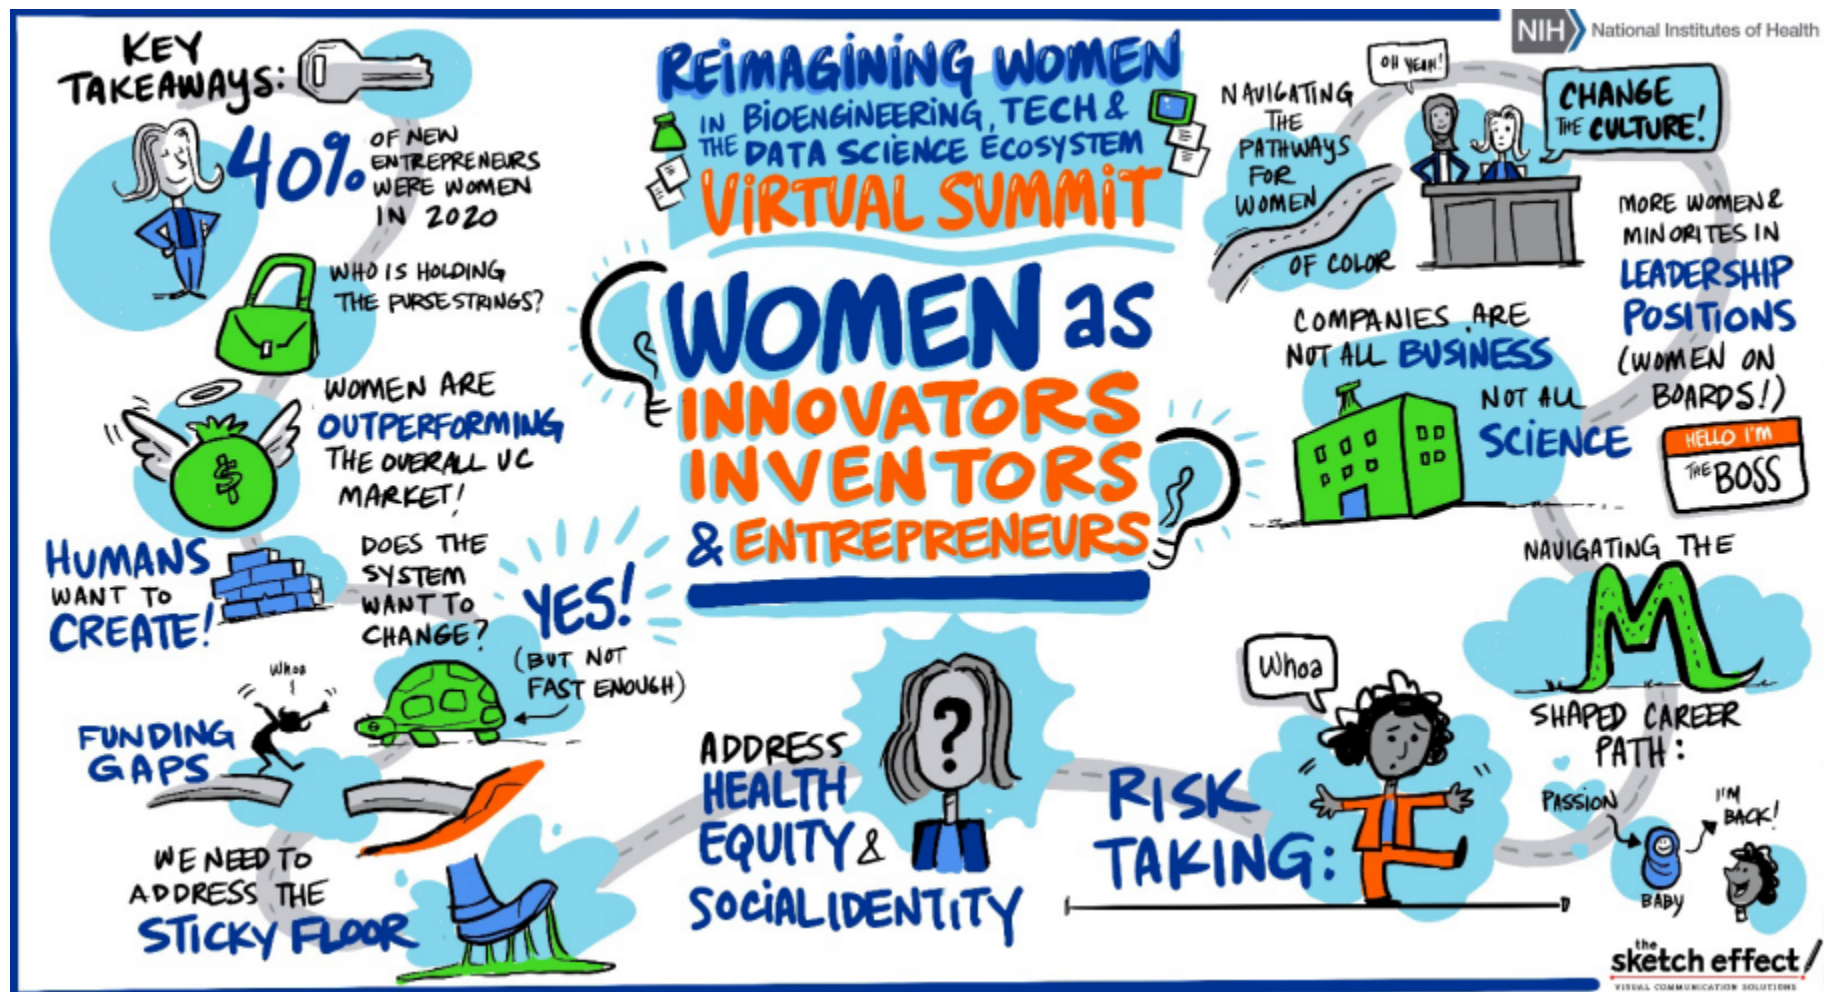 KEY
TAKEAWAYS:
40%
OF NEW
ENTREPRENEURS
WERE WOMEN
IN 2020
WHO IS HOLDING
THE PURSE STRINGS?
WOMEN ARE
OUTPERFORMING
THE OVERALL VC
MARKET!
$
HUMANS
WANT TO
CREATE!
DOES THE
SYSTEM
WANT TO
CHANGE?
YES!
(BUT NOT
FAST ENOUGH)
Whoa
FUNDING
GAPS
WE NEED TO
ADDRESS THE
STICKY FLOOR
REIMAGINING WOMEN
IN BIOENGINEERING, TECH &
THE DATA SCIENCE ECOSYSTEM
VIRTUAL SUMMIT
WOMEN as
INNOVATORS
INVENTORS
& ENTREPRENEURS
?
ADDRESS
HEALTH
EQUITY &
SOCIAL IDENTITY
NIH National Institutes of Health
NAVIGATING
THE
PATHWAYS
FOR
WOMEN
OF COLOR
OH YEAH!
CHANGE
THE CULTURE!
MORE WOMEN &
MINORITES IN
LEADERSHIP
POSITIONS
(WOMEN ON
BOARDS!)
HELLO I'M
THE BOSS
COMPANIES ARE
NOT ALL BUSINESS
NOT ALL
SCIENCE
NAVIGATING THE
M
SHAPED CAREER
PATH:
PASSION
BABY
I'M
BACK!
Whoa
RISK
TAKING:
the
sketch effect
VISUAL COMMUNICATION SOLUTIONS